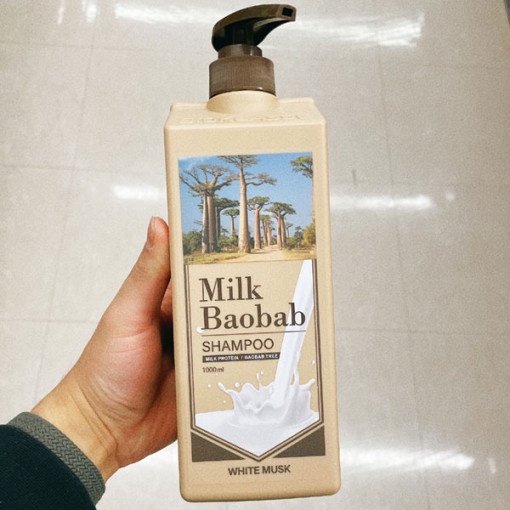 Milk
Baobab
SHAMPOO
MILK PROTEIN + BAOBAB TREE
1000ml
WHITE MUSK